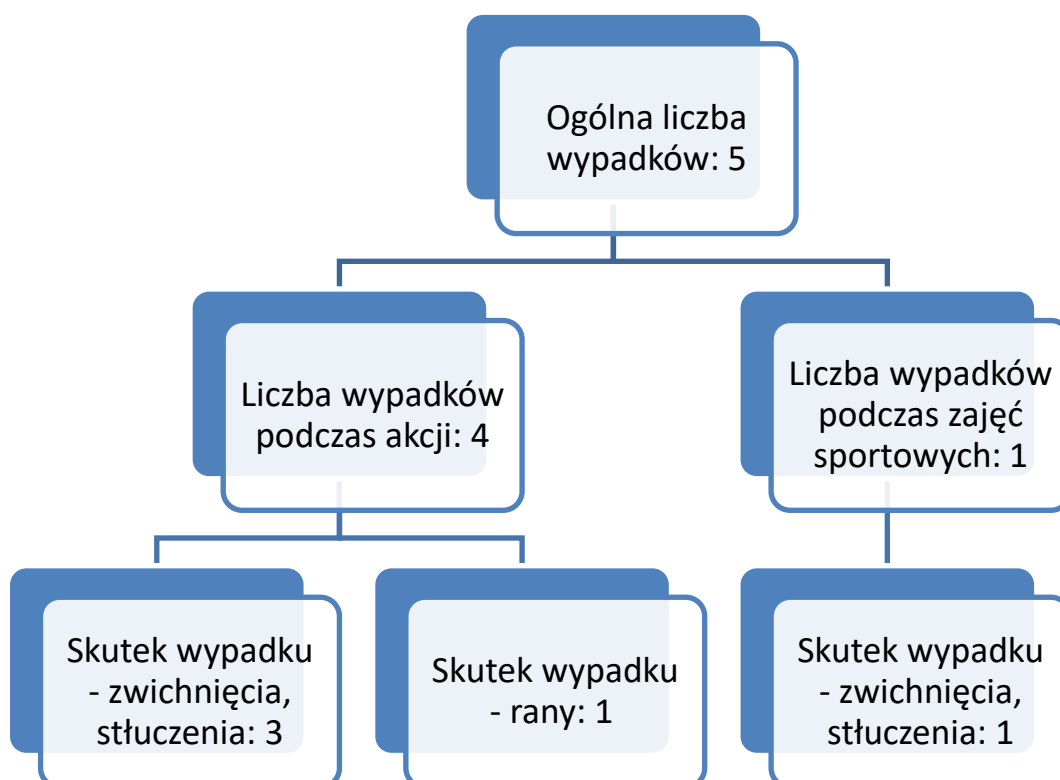 Ogólna liczba
wypadków: 5
Liczba wypadków
podczas akcji: 4
Liczba wypadków
podczas zajęć
sportowych: 1
Skutek wypadku
- zwichnięcia,
stłuczenia: 3
Skutek wypadku
- rany: 1
Skutek wypadku
- zwichnięcia,
stłuczenia: 1